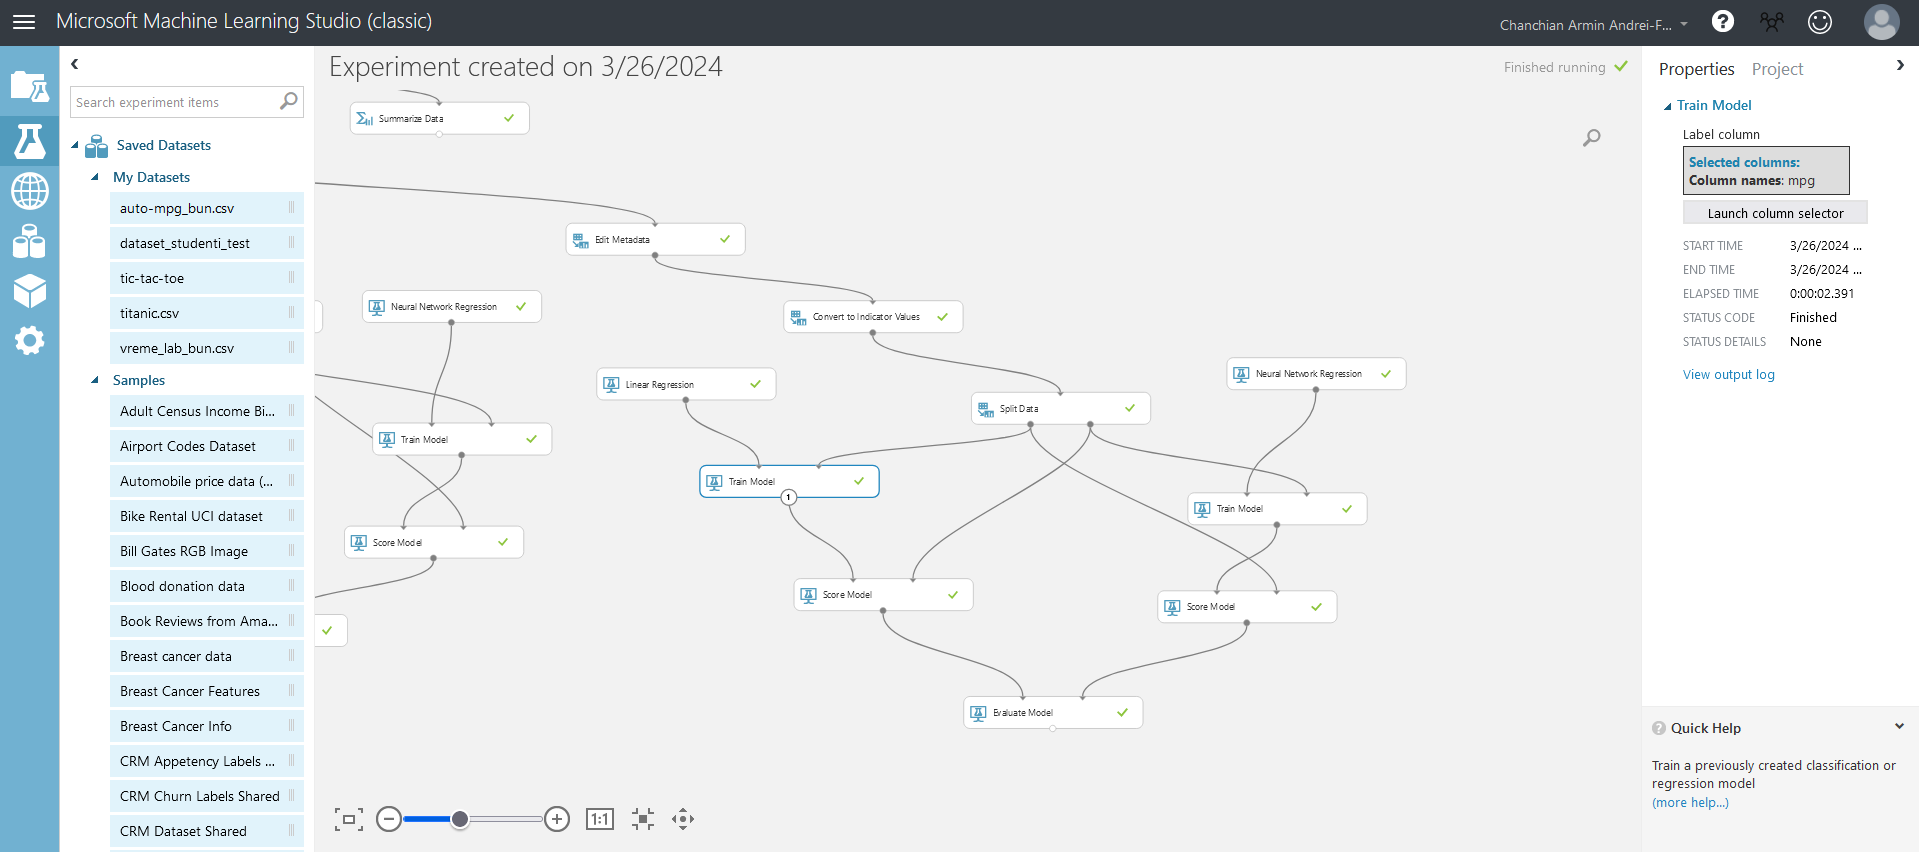 Microsoft Machine Learning Studio (classic)
Chanchian Armin Andrei-F...
?
Search experiment items
Saved Datasets
My Datasets
auto-mpg_bun.csv
dataset_studenti_test
tic-tac-toe
titanic.csv
vreme_lab_bun.csv
Samples
Adult Census Income Bi...
Airport Codes Dataset
Automobile price data (...
Bike Rental UCI dataset
Bill Gates RGB Image
Blood donation data
Book Reviews from Ama...
Breast cancer data
Breast Cancer Features
Breast Cancer Info
CRM Appetency Labels ...
CRM Churn Labels Shared
CRM Dataset Shared
Experiment created on 3/26/2024
Finished running
Summarize Data
Edit Metadata
Neural Network Regression
Convert to Indicator Values
Linear Regression
Neural Network Regression
Split Data
Train Model
Train Model
1
Train Model
Score Model
Score Model
Score Model
Evaluate Model
1:1
Properties
Project
Train Model
Label column
Selected columns:
Column names: mpg
Launch column selector
START TIME 3/26/2024 ...
END TIME 3/26/2024 ...
ELAPSED TIME 0:00:02.391
STATUS CODE Finished
STATUS DETAILS None
View output log
? Quick Help
Train a previously created classification or
regression model
(more help...)